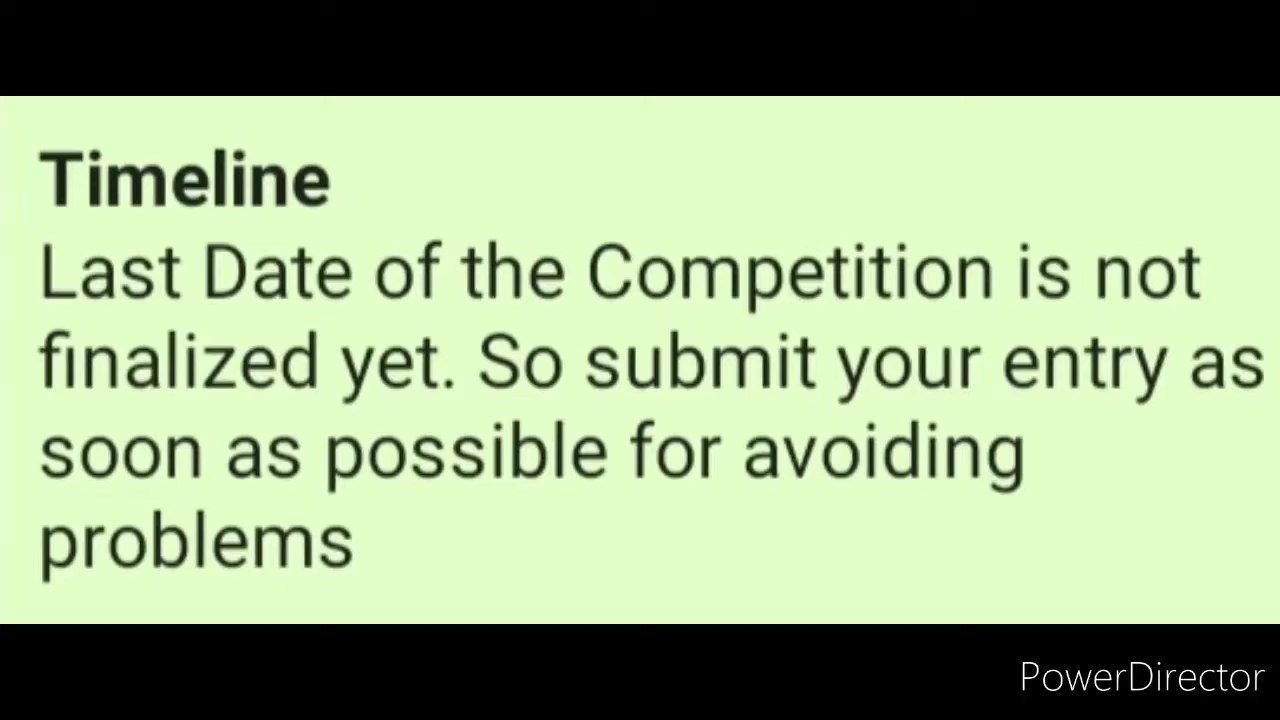 Timeline
Last Date of the Competition is not
finalized yet. So submit your entry as
soon as possible for avoiding
problems
PowerDirector